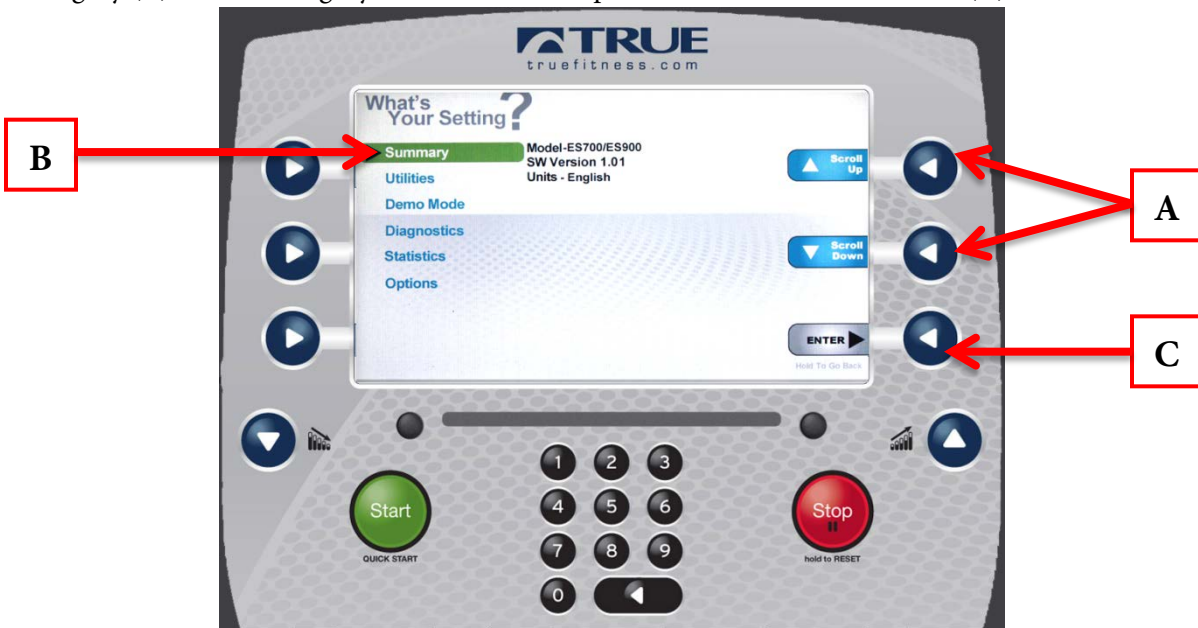 TRUE
truefitness.com
What's
Your Setting?
B
Summary
Model-ES700/ES900
SW Version 1.01
Units - English
Scroll
Up
Utilities
Demo Mode
A
Diagnostics
Statistics
Scroll
Down
Options
ENTER
Hold To Go Back
C
1 2 3
4 5 6
7 8 9
0
Start
QUICK START
Stop
hold to RESET